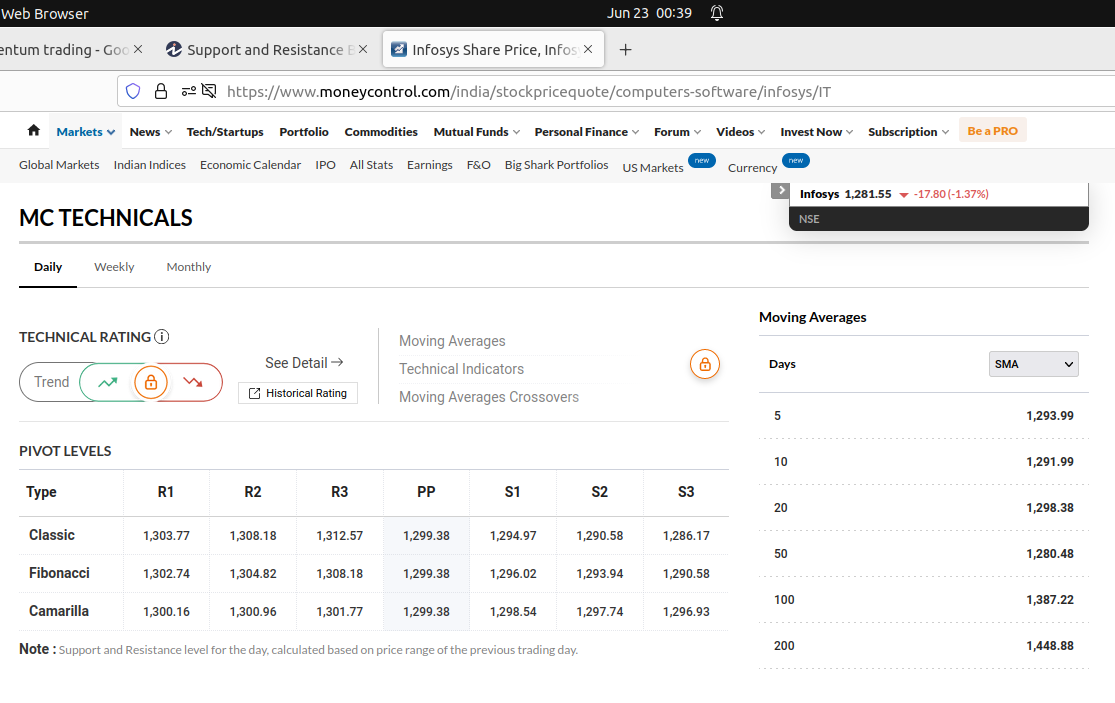 Web Browser
Jun 23 00:39
entum trading - Goo
Support and Resistance B
Infosys Share Price, Infosy
https://www.moneycontrol.com/india/stockpricequote/computers-software/infosys/IT
Markets News Tech/Startups Portfolio Commodities Mutual Funds Personal Finance Forum Videos Invest Now Subscription Be a PRO
Global Markets Indian Indices Economic Calendar IPO All Stats Earnings F&O Big Shark Portfolios US Markets new Currency new
Infosys 1,281.55 -17.80 (-1.37%)
NSE
MC TECHNICALS
Daily Weekly Monthly
TECHNICAL RATING
Trend
See Detail
Historical Rating
Moving Averages
Technical Indicators
Moving Averages Crossovers
PIVOT LEVELS
Type R1 R2 R3 PP S1 S2 S3
Classic 1,303.77 1,308.18 1,312.57 1,299.38 1,294.97 1,290.58 1,286.17
Fibonacci 1,302.74 1,304.82 1,308.18 1,299.38 1,296.02 1,293.94 1,290.58
Camarilla 1,300.16 1,300.96 1,301.77 1,299.38 1,298.54 1,297.74 1,296.93
Note : Support and Resistance level for the day, calculated based on price range of the previous trading day.
Moving Averages
Days SMA
5 1,293.99
10 1,291.99
20 1,298.38
50 1,280.48
100 1,387.22
200 1,448.88